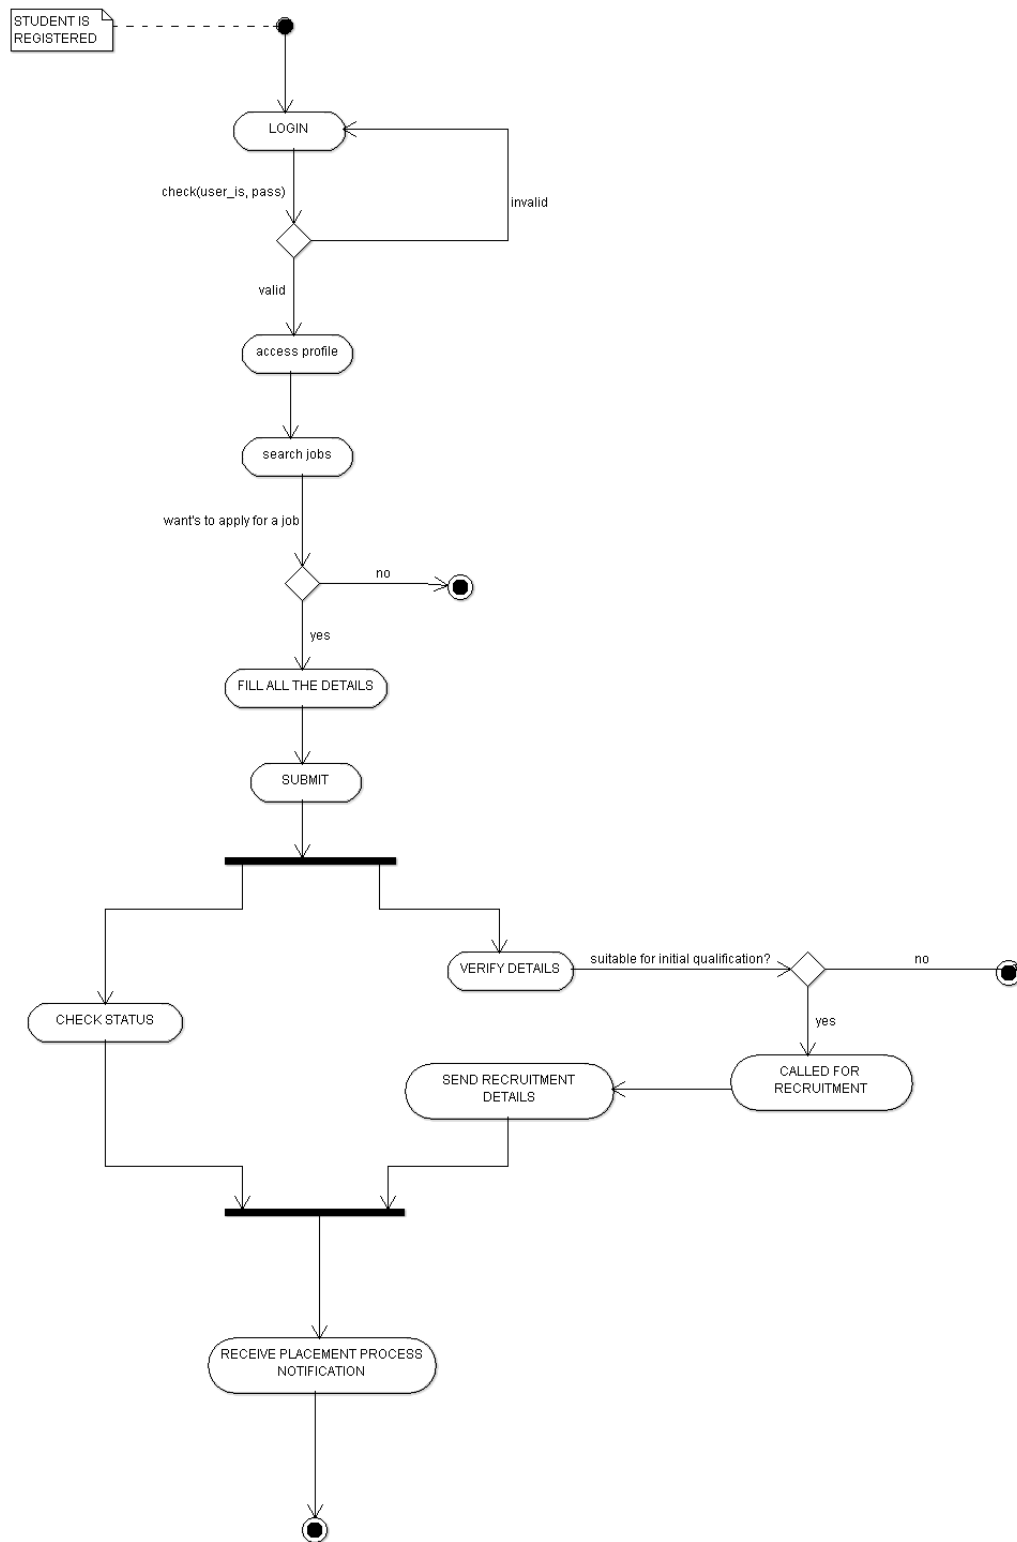 STUDENT IS
REGISTERED
LOGIN
check(user_is, pass)
invalid
valid
access profile
search jobs
want's to apply for a job
no
yes
FILL ALL THE DETAILS
SUBMIT
VERIFY DETAILS
suitable for initial qualification?
no
CHECK STATUS
yes
SEND RECRUITMENT
DETAILS
CALLED FOR
RECRUITMENT
RECEIVE PLACEMENT PROCESS
NOTIFICATION